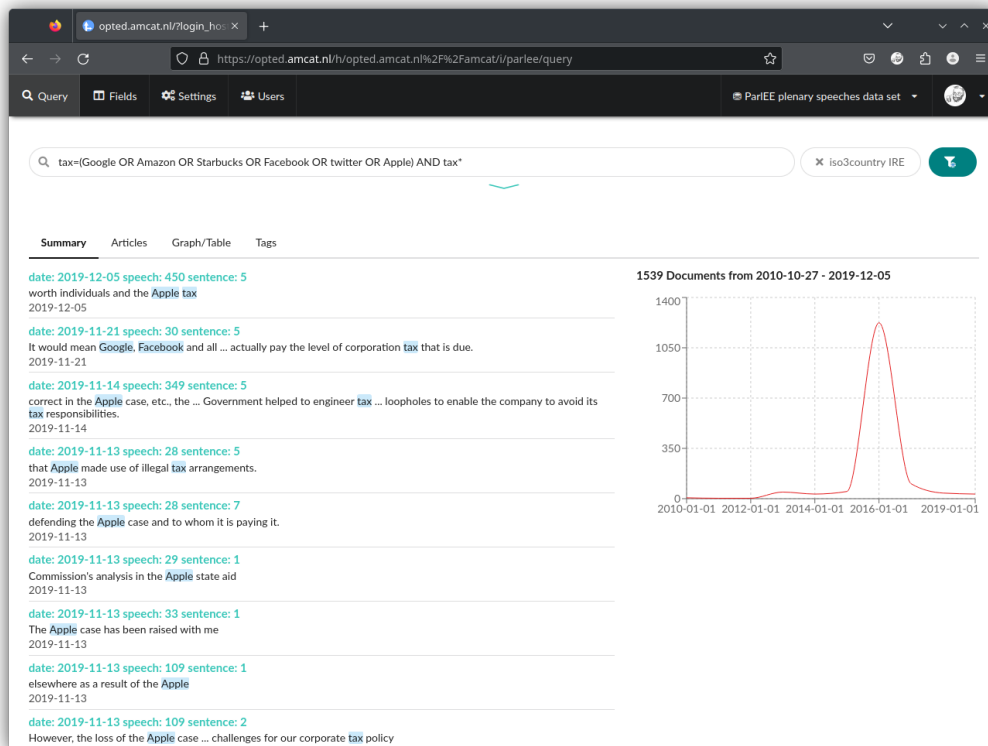 opted.amcat.nl/?login_hos
https://opted.amcat.nl/h/opted.amcat.nl%2F%2Famcat/i/parlee/query
Query Fields Settings Users ParlEE plenary speeches data set
tax=(Google OR Amazon OR Starbucks OR Facebook OR twitter OR Apple) AND tax* × iso3country IRE
Summary Articles Graph/Table Tags
date: 2019-12-05 speech: 450 sentence: 5
worth individuals and the Apple tax
2019-12-05
date: 2019-11-21 speech: 30 sentence: 5
It would mean Google, Facebook and all ... actually pay the level of corporation tax that is due.
2019-11-21
date: 2019-11-14 speech: 349 sentence: 5
correct in the Apple case, etc., the ... Government helped to engineer tax ... loopholes to enable the company to avoid its
tax responsibilities.
2019-11-14
date: 2019-11-13 speech: 28 sentence: 5
that Apple made use of illegal tax arrangements.
2019-11-13
date: 2019-11-13 speech: 28 sentence: 7
defending the Apple case and to whom it is paying it.
2019-11-13
date: 2019-11-13 speech: 29 sentence: 1
Commission's analysis in the Apple state aid
2019-11-13
date: 2019-11-13 speech: 33 sentence: 1
The Apple case has been raised with me
2019-11-13
date: 2019-11-13 speech: 109 sentence: 1
elsewhere as a result of the Apple
2019-11-13
date: 2019-11-13 speech: 109 sentence: 2
However, the loss of the Apple case ... challenges for our corporate tax policy
1539 Documents from 2010-10-27 - 2019-12-05
1400
1050
700
350
0
2010-01-01 2012-01-01 2014-01-01 2016-01-01 2019-01-01